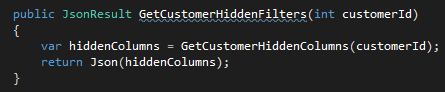 public JsonResult GetCustomerHiddenFilters(int customerId)
{
    var hiddenColumns = GetCustomerHiddenColumns(customerId);
    return Json(hiddenColumns);
}